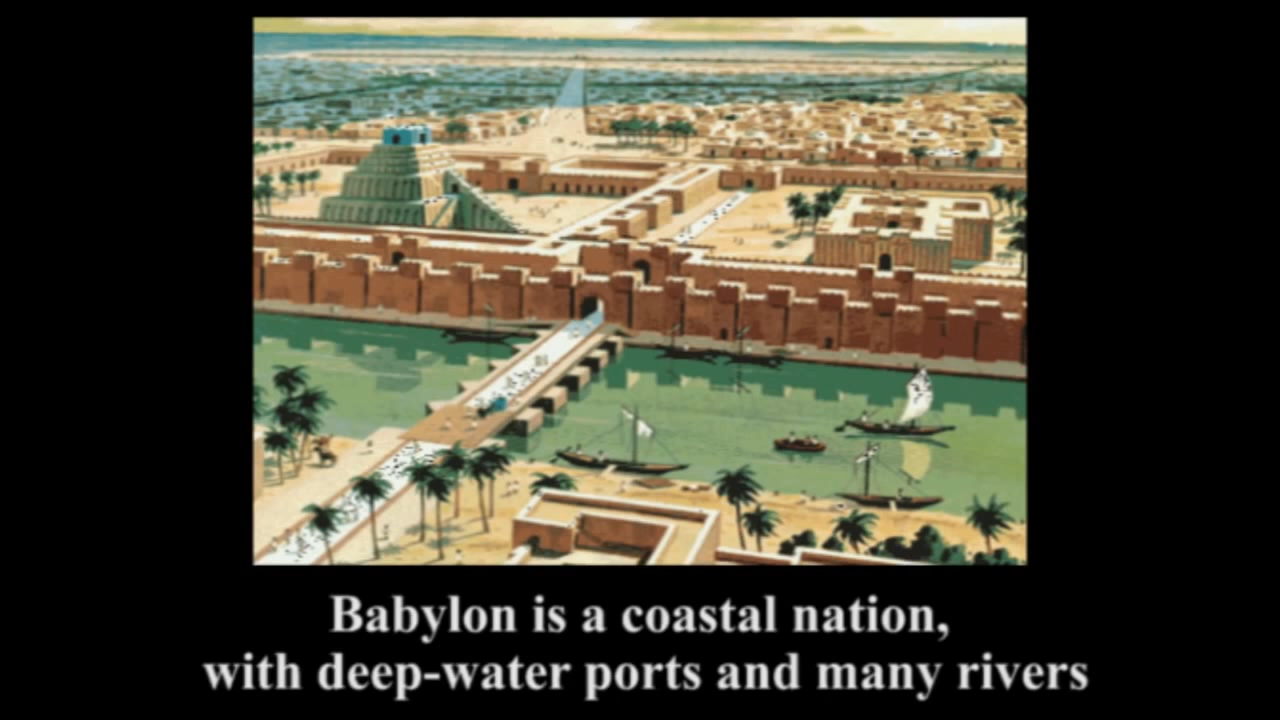 Babylon is a coastal nation,
with deep-water ports and many rivers